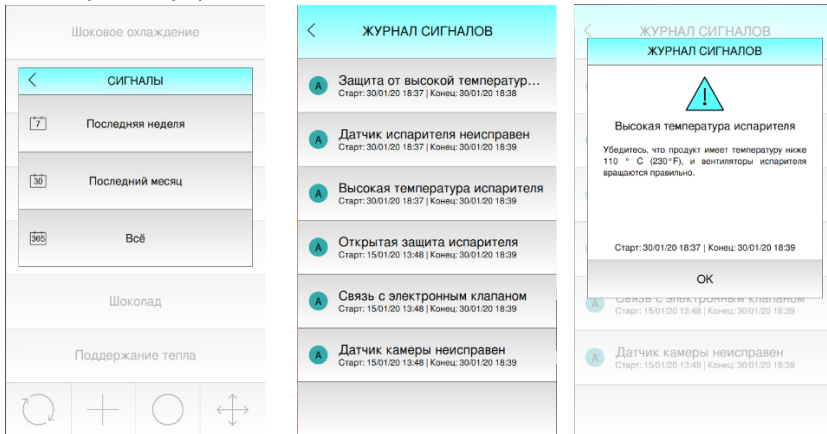 Шоковое охлаждение
СИГНАЛЫ
7
Последняя неделя
30
Последний месяц
365
Всё
Шоколад
Поддержание тепла
ЖУРНАЛ СИГНАЛОВ
A
Защита от высокой температур...
Старт: 30/01/20 18:37 | Конец: 30/01/20 18:38
A
Датчик испарителя неисправен
Старт: 30/01/20 18:37 | Конец: 30/01/20 18:39
A
Высокая температура испарителя
Старт: 30/01/20 18:37 | Конец: 30/01/20 18:39
A
Открытая защита испарителя
Старт: 15/01/20 13:48 | Конец: 30/01/20 18:39
A
Связь с электронным клапаном
Старт: 15/01/20 13:48 | Конец: 30/01/20 18:39
A
Датчик камеры неисправен
Старт: 15/01/20 13:48 | Конец: 30/01/20 18:39
ЖУРНАЛ СИГНАЛОВ
ЖУРНАЛ СИГНАЛОВ
Высокая температура испарителя
Убедитесь, что продукт имеет температуру ниже
110 ° C (230°F), и вентиляторы испарителя
вращаются правильно.
Старт: 30/01/20 18:37 | Конец: 30/01/20 18:39
OK
A
Связь с электронным клапаном
Старт: 15/01/20 13:48 | Конец: 30/01/20 18:39
A
Датчик камеры неисправен
Старт: 15/01/20 13:48 | Конец: 30/01/20 18:39